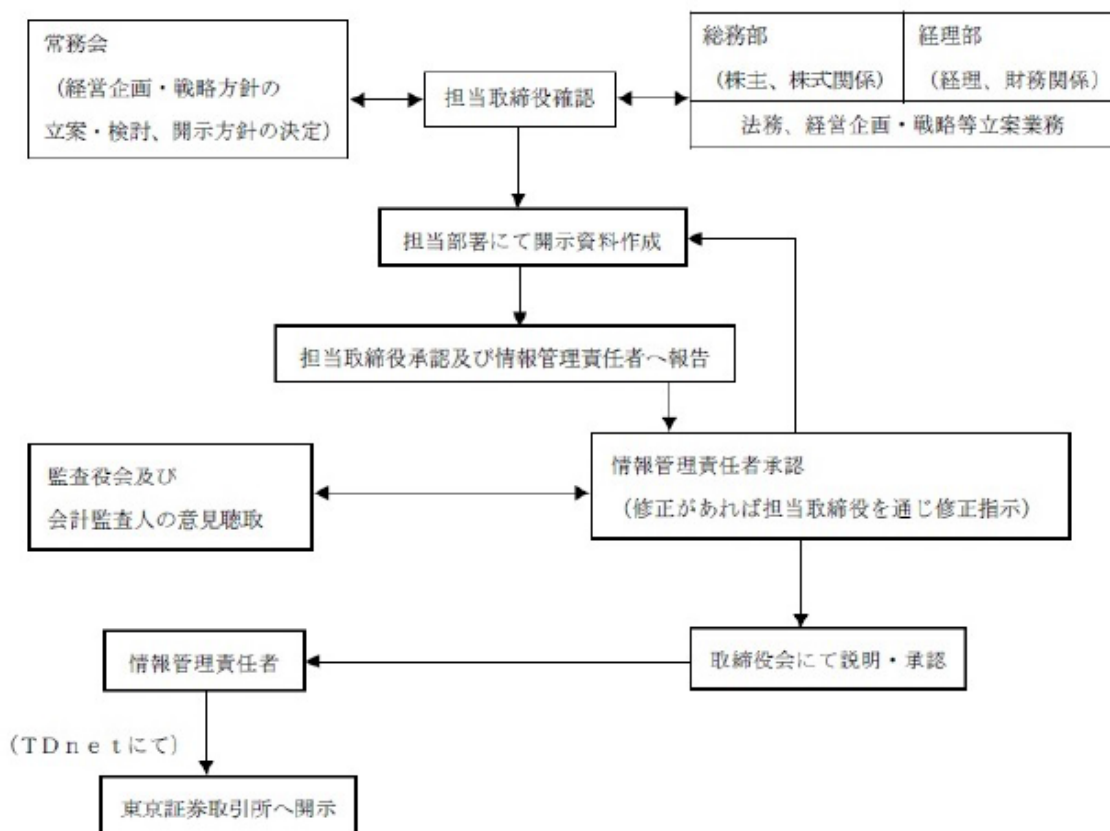 常務会
(経営企画・戦略方針の
立案・検討、開示方針の決定)
担当取締役確認
総務部
(株主、株式関係)
経理部
(経理、財務関係)
法務、経営企画・戦略等立案業務
担当部署にて開示資料作成
担当取締役承認及び情報管理責任者へ報告
監査役会及び
会計監査人の意見聴取
情報管理責任者承認
(修正があれば担当取締役を通じ修正指示)
情報管理責任者
取締役会にて説明・承認
(TDnetにて)
東京証券取引所へ開示